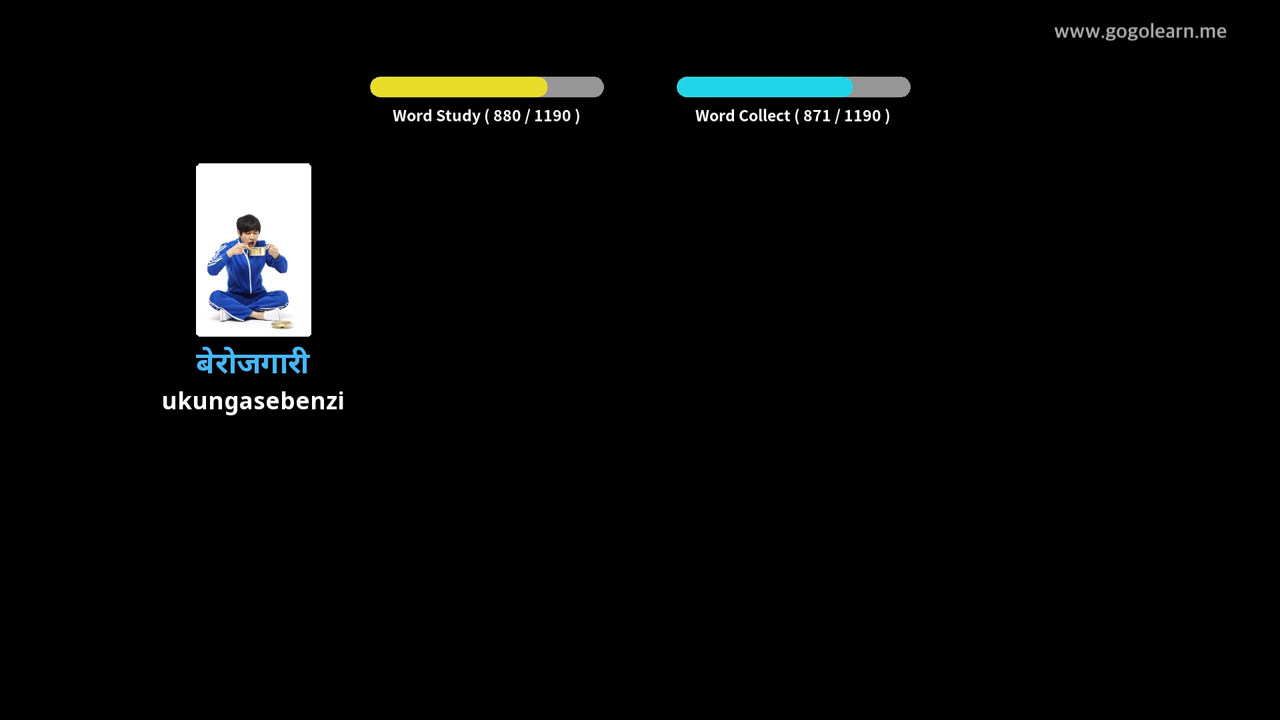 www.gogolearn.me
Word Study ( 880 / 1190 )
Word Collect ( 871 / 1190 )
बेरोजगारी
ukungasebenzi